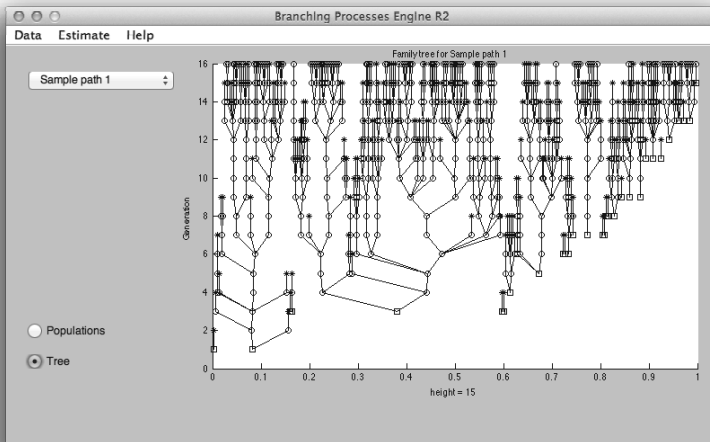 Branching Processes Engine R2
Data Estimate Help
Sample path 1
Family tree for Sample path 1
16
14
12
10
8
6
4
2
0
Generation
0 0.1 0.2 0.3 0.4 0.5 0.6 0.7 0.8 0.9 1
height = 15
Populations
Tree